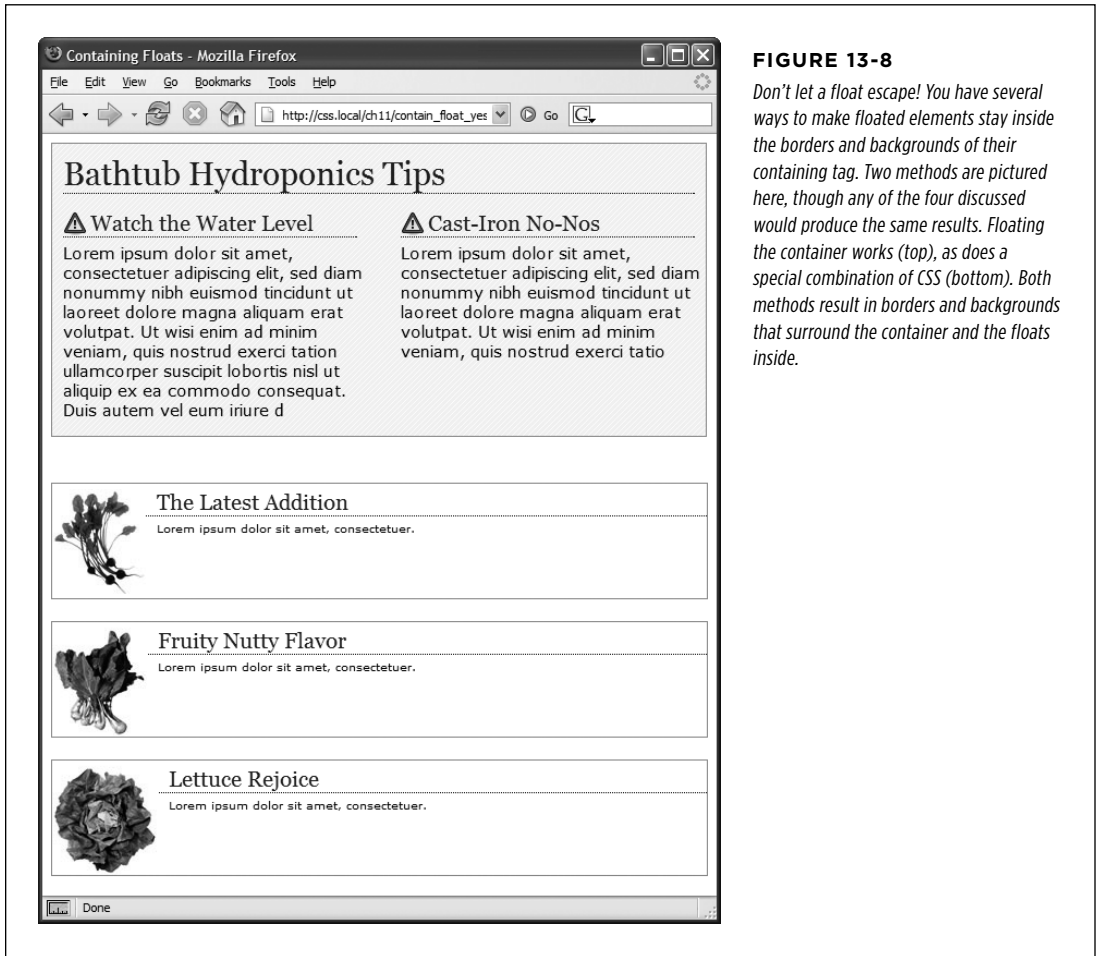 Containing Floats - Mozilla Firefox
File Edit View Go Bookmarks Tools Help
http://css.local/ch11/contain_float_yes Go G
Bathtub Hydroponics Tips
Watch the Water Level
Lorem ipsum dolor sit amet,
consectetuer adipiscing elit, sed diam
nonummy nibh euismod tincidunt ut
laoreet dolore magna aliquam erat
volutpat. Ut wisi enim ad minim
veniam, quis nostrud exerci tation
ullamcorper suscipit lobortis nisl ut
aliquip ex ea commodo consequat.
Duis autem vel eum iriure d
Cast-Iron No-Nos
Lorem ipsum dolor sit amet,
consectetuer adipiscing elit, sed diam
nonummy nibh euismod tincidunt ut
laoreet dolore magna aliquam erat
volutpat. Ut wisi enim ad minim
veniam, quis nostrud exerci tatio
The Latest Addition
Lorem ipsum dolor sit amet, consectetuer.
Fruity Nutty Flavor
Lorem ipsum dolor sit amet, consectetuer.
Lettuce Rejoice
Lorem ipsum dolor sit amet, consectetuer.
Done
FIGURE 13-8
Don't let a float escape! You have several
ways to make floated elements stay inside
the borders and backgrounds of their
containing tag. Two methods are pictured
here, though any of the four discussed
would produce the same results. Floating
the container works (top), as does a
special combination of CSS (bottom). Both
methods result in borders and backgrounds
that surround the container and the floats
inside.